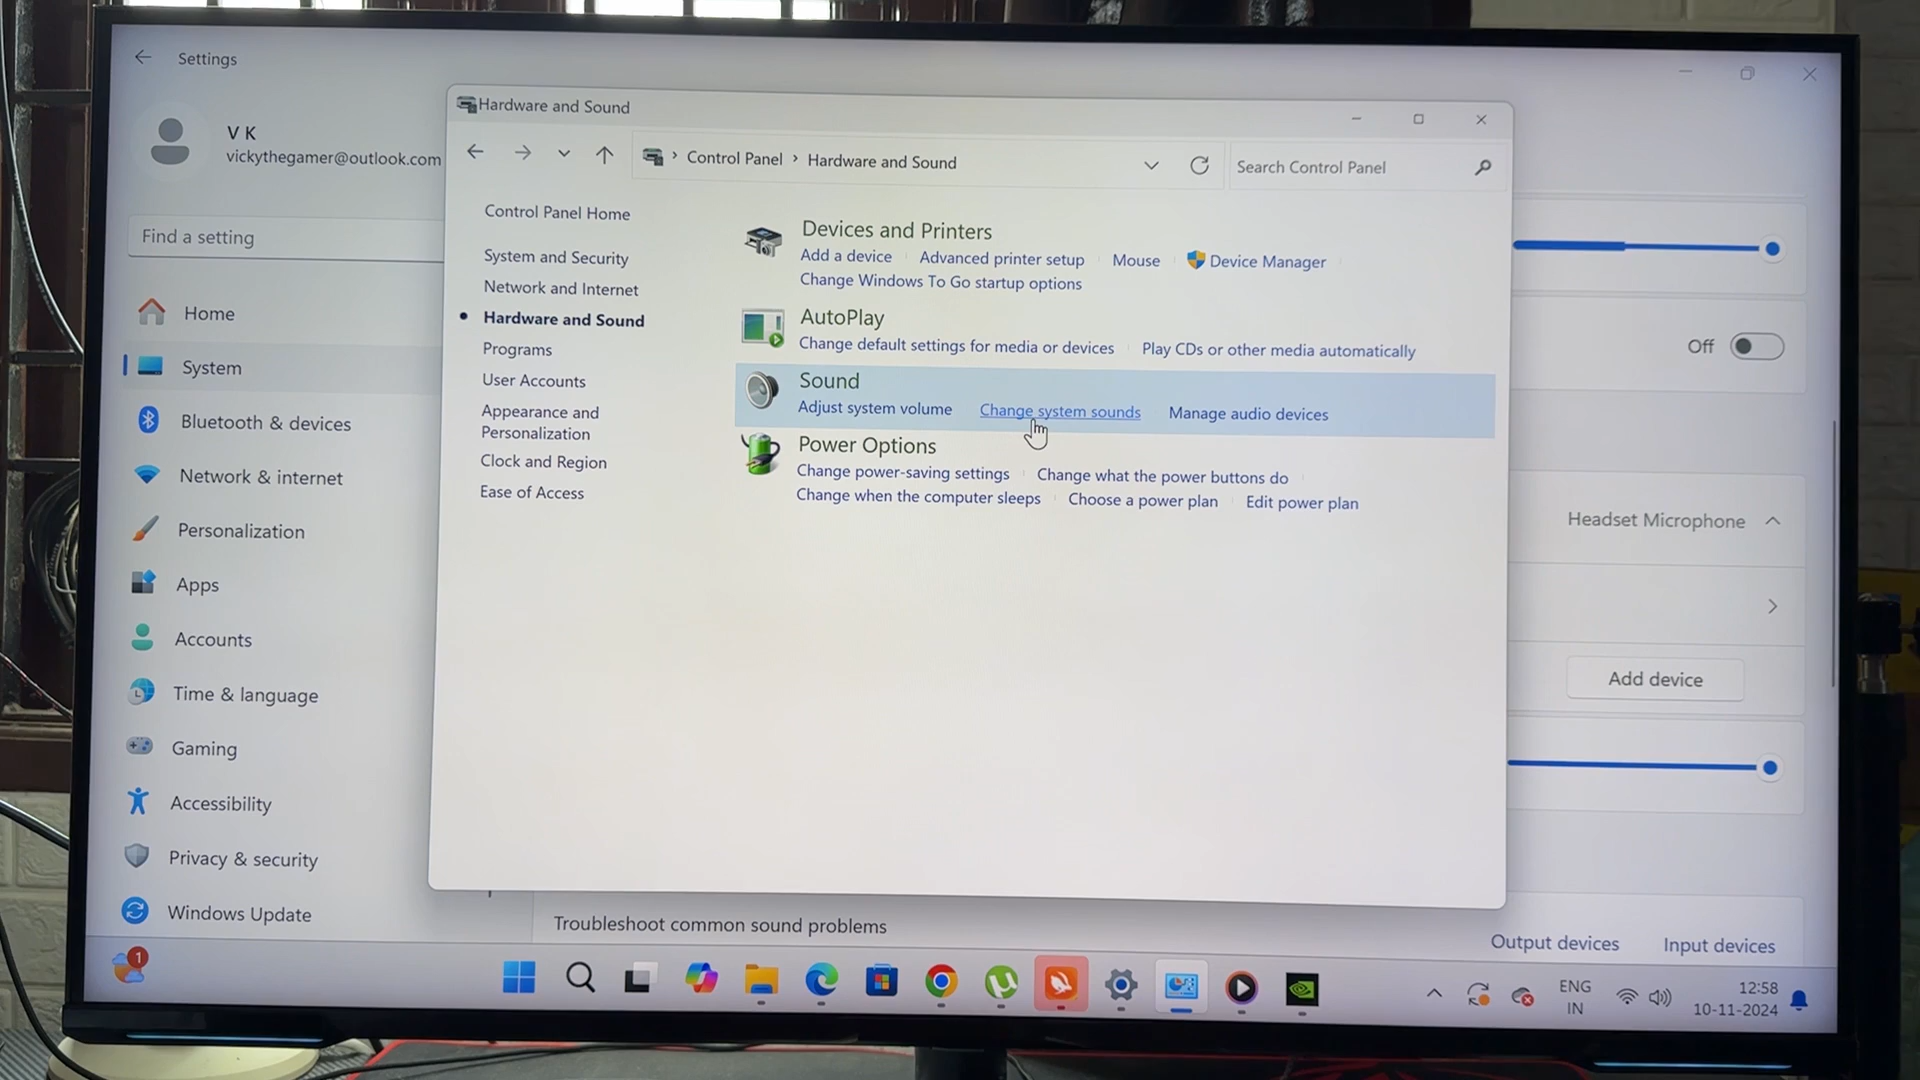 Settings
V K
vickythegamer@outlook.com
Find a setting
Home
System
Bluetooth & devices
Network & internet
Personalization
Apps
Accounts
Time & language
Gaming
Accessibility
Privacy & security
Windows Update
Hardware and Sound
Control Panel Hardware and Sound
Search Control Panel
Control Panel Home
System and Security
Network and Internet
Hardware and Sound
Programs
User Accounts
Appearance and
Personalization
Clock and Region
Ease of Access
Devices and Printers
Add a device Advanced printer setup Mouse Device Manager
Change Windows To Go startup options
AutoPlay
Change default settings for media or devices Play CDs or other media automatically
Sound
Adjust system volume Change system sounds Manage audio devices
Power Options
Change power-saving settings Change what the power buttons do
Change when the computer sleeps Choose a power plan Edit power plan
Off
Headset Microphone
Add device
Troubleshoot common sound problems
Output devices Input devices
1
ENG
IN
12:58
10-11-2024